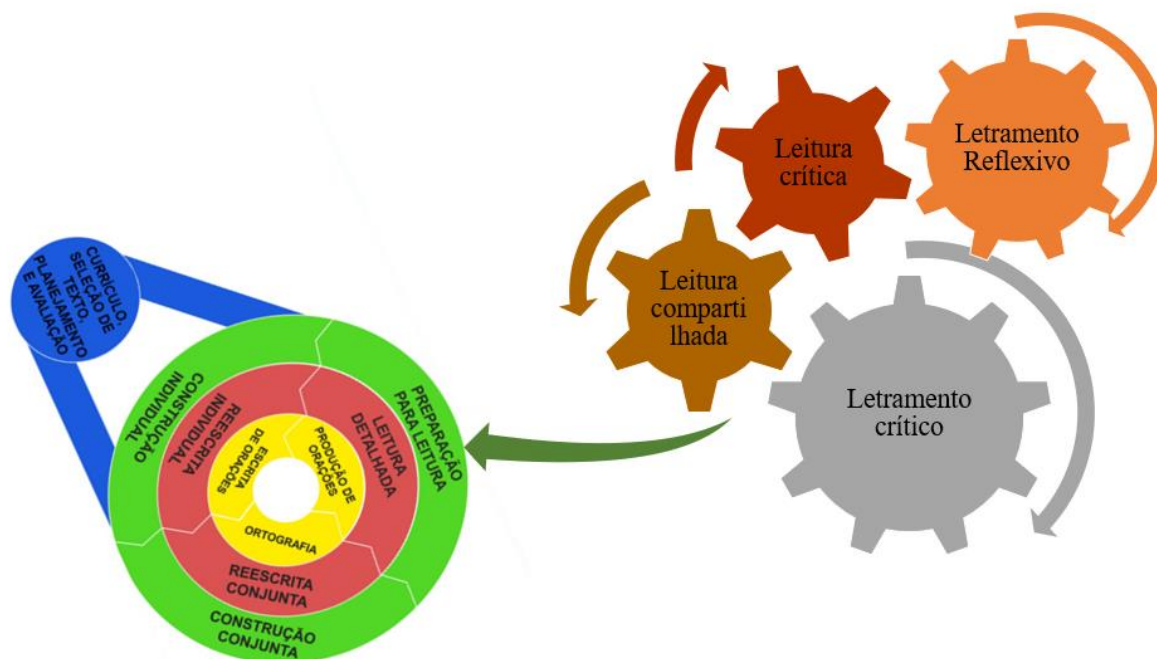 CURRÍCULO,
SELEÇÃO DE
TEXTO,
PLANEJAMENTO
E AVALIAÇÃO
CONSTRUÇÃO
INDIVIDUAL
PREPARAÇÃO
PARA LEITURA
CONSTRUÇÃO
CONJUNTA
REESCRITA
INDIVIDUAL
LEITURA
DETALHADA
REESCRITA
CONJUNTA
ESCRITA
DE ORAÇÕES
PRODUÇÃO DE
ORAÇÕES
ORTOGRAFIA
Leitura
comparti
lhada
Leitura
crítica
Letramento
Reflexivo
Letramento
crítico